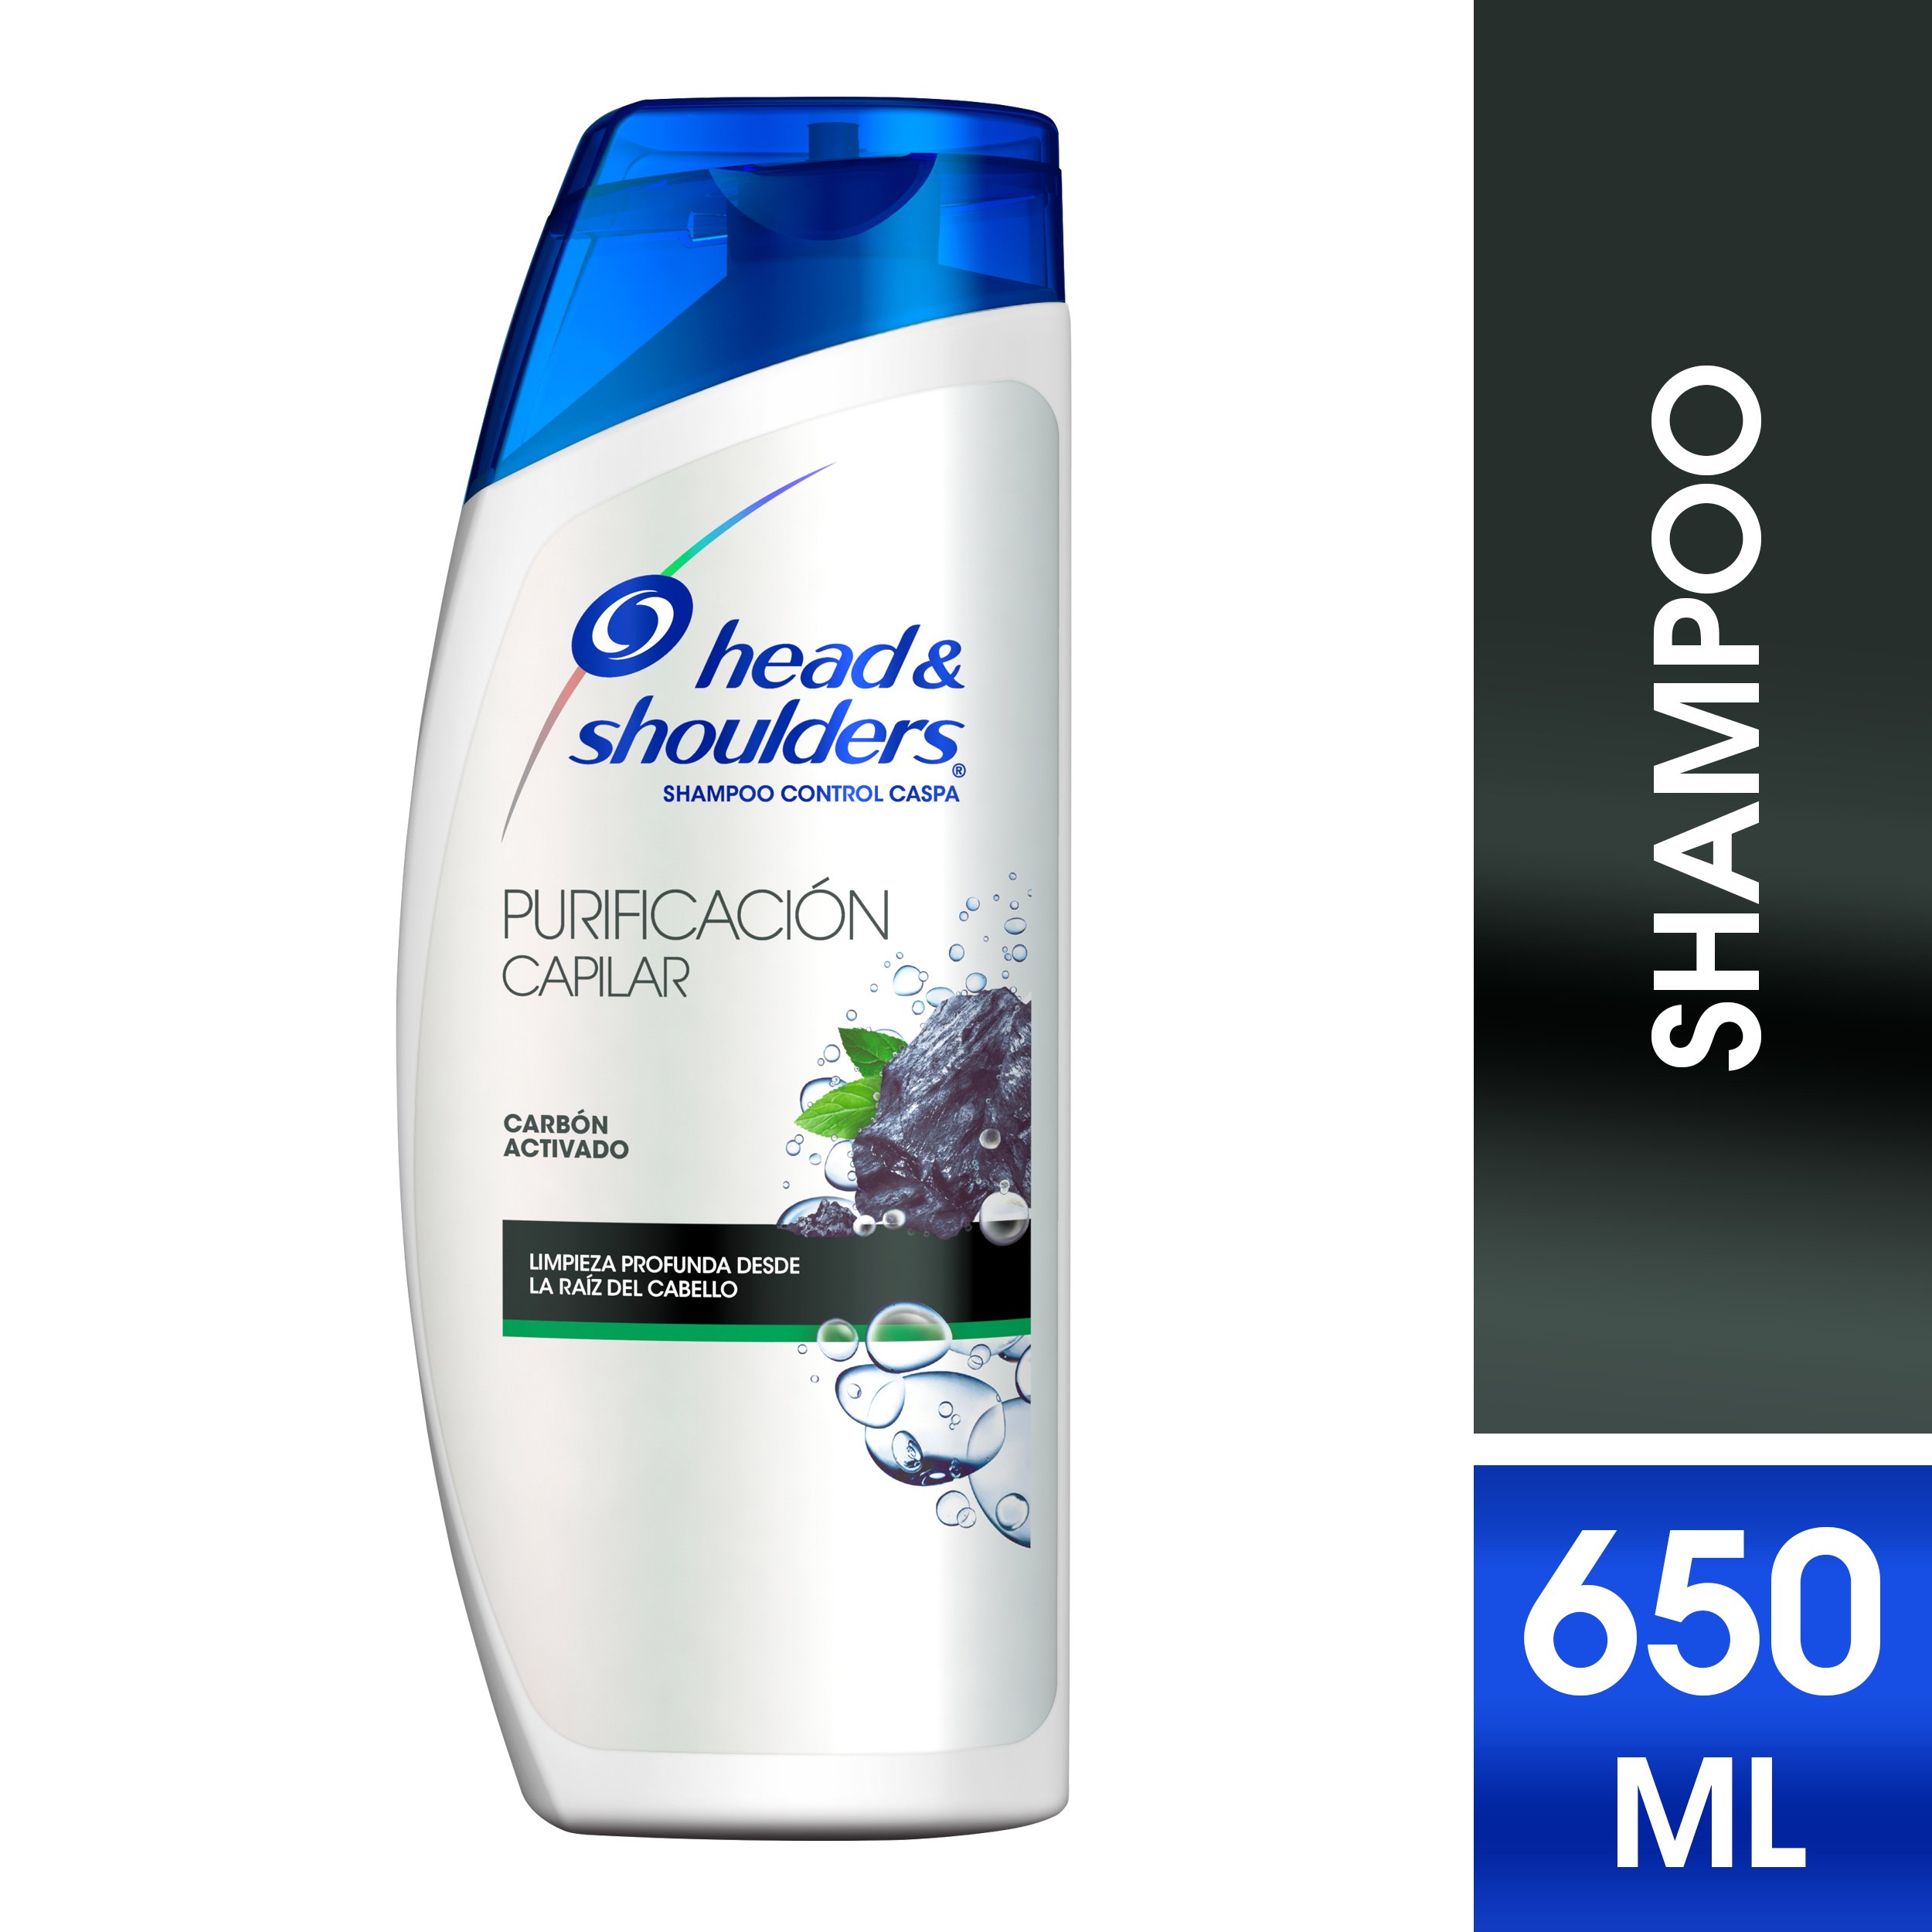 head &
shoulders®
SHAMPOO CONTROL CASPA
PURIFICACIÓN
CAPILAR
CARBÓN
ACTIVADO
LIMPIEZA PROFUNDA DESDE
LA RAÍZ DEL CABELLO
SHAMPOO
650
ML